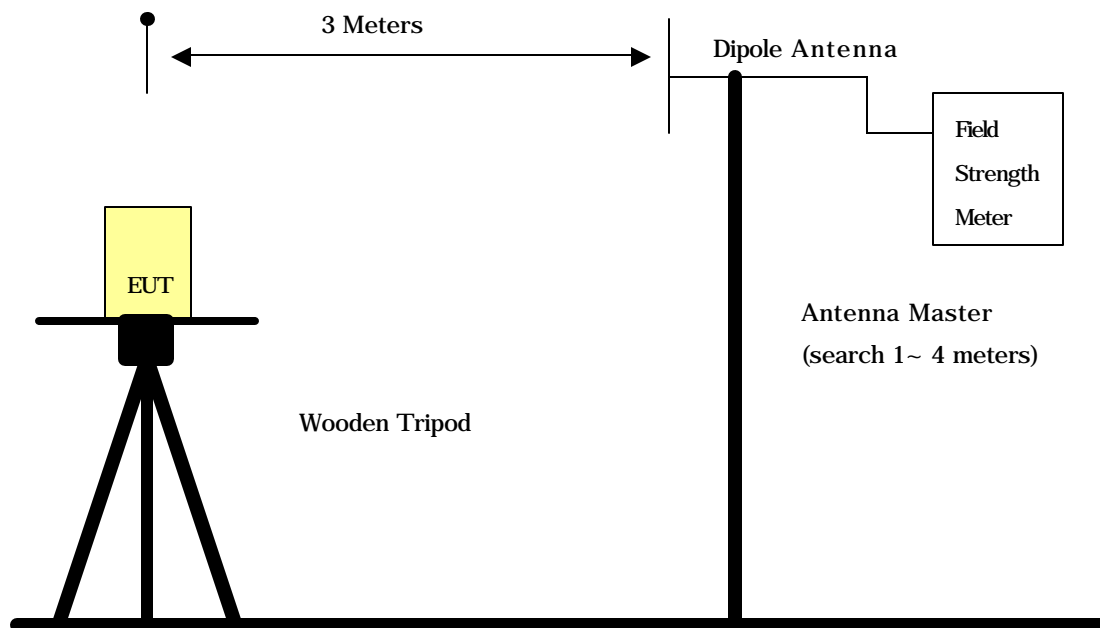 3 Meters
Dipole Antenna
Field
Strength
Meter
EUT
Antenna Master
(search 1~ 4 meters)
Wooden Tripod